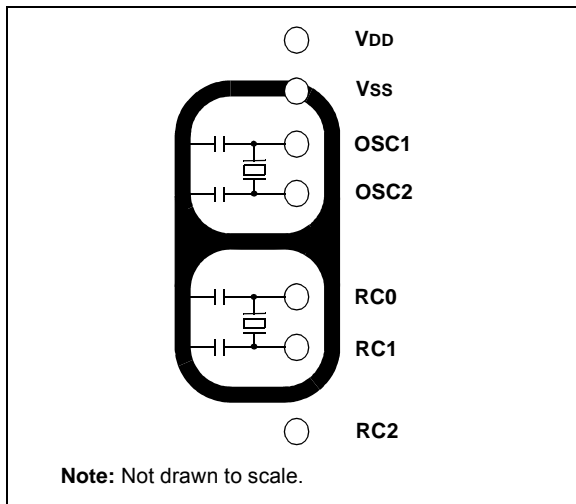 VDD
VSS
OSC1
OSC2
RC0
RC1
RC2
Note: Not drawn to scale.